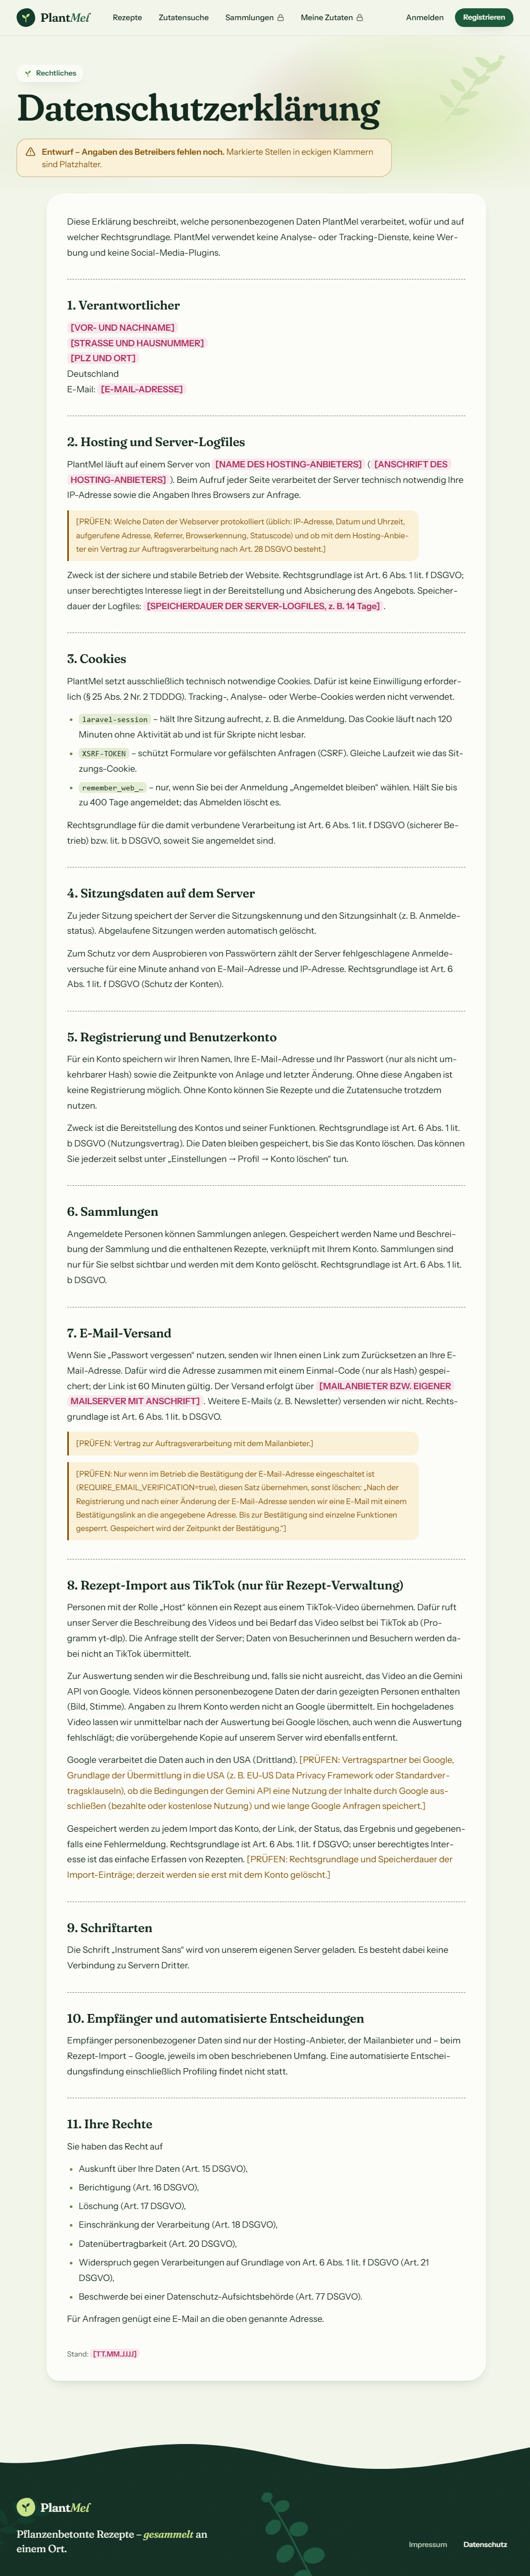 PlantMel Rezepte Zutatensuche Sammlungen Meine Zutaten Anmelden Registrieren
Rechtliches
Datenschutzerklärung
Entwurf – Angaben des Betreibers fehlen noch. Markierte Stellen in eckigen Klammern
sind Platzhalter.
Diese Erklärung beschreibt, welche personenbezogenen Daten PlantMel verarbeitet, wofür und auf
welcher Rechtsgrundlage. PlantMel verwendet keine Analyse- oder Tracking-Dienste, keine Wer-
bung und keine Social-Media-Plugins.
1. Verantwortlicher
[VOR- UND NACHNAME]
[STRASSE UND HAUSNUMMER]
[PLZ UND ORT]
Deutschland
E-Mail: [E-MAIL-ADRESSE]
2. Hosting und Server-Logfiles
PlantMel läuft auf einem Server von [NAME DES HOSTING-ANBIETERS] ( [ANSCHRIFT DES
HOSTING-ANBIETERS] ). Beim Aufruf jeder Seite verarbeitet der Server technisch notwendig Ihre
IP-Adresse sowie die Angaben Ihres Browsers zur Anfrage.
[PRÜFEN: Welche Daten der Webserver protokolliert (üblich: IP-Adresse, Datum und Uhrzeit,
aufgerufene Adresse, Referrer, Browserkennung, Statuscode) und ob mit dem Hosting-Anbie-
ter ein Vertrag zur Auftragsverarbeitung nach Art. 28 DSGVO besteht.]
Zweck ist der sichere und stabile Betrieb der Website. Rechtsgrundlage ist Art. 6 Abs. 1 lit. f DSGVO;
unser berechtigtes Interesse liegt in der Bereitstellung und Absicherung des Angebots. Speicher-
dauer der Logfiles: [SPEICHERDAUER DER SERVER-LOGFILES, z. B. 14 Tage] .
3. Cookies
PlantMel setzt ausschließlich technisch notwendige Cookies. Dafür ist keine Einwilligung erforder-
lich (§ 25 Abs. 2 Nr. 2 TDDDG). Tracking-, Analyse- oder Werbe-Cookies werden nicht verwendet.
• laravel-session – hält Ihre Sitzung aufrecht, z. B. die Anmeldung. Das Cookie läuft nach 120
Minuten ohne Aktivität ab und ist für Skripte nicht lesbar.
• XSRF-TOKEN – schützt Formulare vor gefälschten Anfragen (CSRF). Gleiche Laufzeit wie das Sit-
zungs-Cookie.
• remember_web_… – nur, wenn Sie bei der Anmeldung „Angemeldet bleiben“ wählen. Hält Sie bis
zu 400 Tage angemeldet; das Abmelden löscht es.
Rechtsgrundlage für die damit verbundene Verarbeitung ist Art. 6 Abs. 1 lit. f DSGVO (sicherer Be-
trieb) bzw. lit. b DSGVO, soweit Sie angemeldet sind.
4. Sitzungsdaten auf dem Server
Zu jeder Sitzung speichert der Server die Sitzungskennung und den Sitzungsinhalt (z. B. Anmelde-
status). Abgelaufene Sitzungen werden automatisch gelöscht.
Zum Schutz vor dem Ausprobieren von Passwörtern zählt der Server fehlgeschlagene Anmelde-
versuche für eine Minute anhand von E-Mail-Adresse und IP-Adresse. Rechtsgrundlage ist Art. 6
Abs. 1 lit. f DSGVO (Schutz der Konten).
5. Registrierung und Benutzerkonto
Für ein Konto speichern wir Ihren Namen, Ihre E-Mail-Adresse und Ihr Passwort (nur als nicht um-
kehrbarer Hash) sowie die Zeitpunkte von Anlage und letzter Änderung. Ohne diese Angaben ist
keine Registrierung möglich. Ohne Konto können Sie Rezepte und die Zutatensuche trotzdem
nutzen.
Zweck ist die Bereitstellung des Kontos und seiner Funktionen. Rechtsgrundlage ist Art. 6 Abs. 1 lit.
b DSGVO (Nutzungsvertrag). Die Daten bleiben gespeichert, bis Sie das Konto löschen. Das können
Sie jederzeit selbst unter „Einstellungen → Profil → Konto löschen“ tun.
6. Sammlungen
Angemeldete Personen können Sammlungen anlegen. Gespeichert werden Name und Beschrei-
bung der Sammlung und die enthaltenen Rezepte, verknüpft mit Ihrem Konto. Sammlungen sind
nur für Sie selbst sichtbar und werden mit dem Konto gelöscht. Rechtsgrundlage ist Art. 6 Abs. 1 lit.
b DSGVO.
7. E-Mail-Versand
Wenn Sie „Passwort vergessen“ nutzen, senden wir Ihnen einen Link zum Zurücksetzen an Ihre E-
Mail-Adresse. Dafür wird die Adresse zusammen mit einem Einmal-Code (nur als Hash) gespei-
chert; der Link ist 60 Minuten gültig. Der Versand erfolgt über [MAILANBIETER BZW. EIGENER
MAILSERVER MIT ANSCHRIFT] . Weitere E-Mails (z. B. Newsletter) versenden wir nicht. Rechts-
grundlage ist Art. 6 Abs. 1 lit. b DSGVO.
[PRÜFEN: Vertrag zur Auftragsverarbeitung mit dem Mailanbieter.]
[PRÜFEN: Nur wenn im Betrieb die Bestätigung der E-Mail-Adresse eingeschaltet ist
(REQUIRE_EMAIL_VERIFICATION=true), diesen Satz übernehmen, sonst löschen: „Nach der
Registrierung und nach einer Änderung der E-Mail-Adresse senden wir eine E-Mail mit einem
Bestätigungslink an die angegebene Adresse. Bis zur Bestätigung sind einzelne Funktionen
gesperrt. Gespeichert wird der Zeitpunkt der Bestätigung.“]
8. Rezept-Import aus TikTok (nur für Rezept-Verwaltung)
Personen mit der Rolle „Host“ können ein Rezept aus einem TikTok-Video übernehmen. Dafür ruft
unser Server die Beschreibung des Videos und bei Bedarf das Video selbst bei TikTok ab (Pro-
gramm yt-dlp). Die Anfrage stellt der Server; Daten von Besucherinnen und Besuchern werden da-
bei nicht an TikTok übermittelt.
Zur Auswertung senden wir die Beschreibung und, falls sie nicht ausreicht, das Video an die Gemini
API von Google. Videos können personenbezogene Daten der darin gezeigten Personen enthalten
(Bild, Stimme). Angaben zu Ihrem Konto werden nicht an Google übermittelt. Ein hochgeladenes
Video lassen wir unmittelbar nach der Auswertung bei Google löschen, auch wenn die Auswertung
fehlschlägt; die vorübergehende Kopie auf unserem Server wird ebenfalls entfernt.
Google verarbeitet die Daten auch in den USA (Drittland). [PRÜFEN: Vertragspartner bei Google,
Grundlage der Übermittlung in die USA (z. B. EU-US Data Privacy Framework oder Standardver-
tragsklauseln), ob die Bedingungen der Gemini API eine Nutzung der Inhalte durch Google aus-
schließen (bezahlte oder kostenlose Nutzung) und wie lange Google Anfragen speichert.]
Gespeichert werden zu jedem Import das Konto, der Link, der Status, das Ergebnis und gegebenen-
falls eine Fehlermeldung. Rechtsgrundlage ist Art. 6 Abs. 1 lit. f DSGVO; unser berechtigtes Inter-
esse ist das einfache Erfassen von Rezepten. [PRÜFEN: Rechtsgrundlage und Speicherdauer der
Import-Einträge; derzeit werden sie erst mit dem Konto gelöscht.]
9. Schriftarten
Die Schrift „Instrument Sans“ wird von unserem eigenen Server geladen. Es besteht dabei keine
Verbindung zu Servern Dritter.
10. Empfänger und automatisierte Entscheidungen
Empfänger personenbezogener Daten sind nur der Hosting-Anbieter, der Mailanbieter und – beim
Rezept-Import – Google, jeweils im oben beschriebenen Umfang. Eine automatisierte Entschei-
dungsfindung einschließlich Profiling findet nicht statt.
11. Ihre Rechte
Sie haben das Recht auf
• Auskunft über Ihre Daten (Art. 15 DSGVO),
• Berichtigung (Art. 16 DSGVO),
• Löschung (Art. 17 DSGVO),
• Einschränkung der Verarbeitung (Art. 18 DSGVO),
• Datenübertragbarkeit (Art. 20 DSGVO),
• Widerspruch gegen Verarbeitungen auf Grundlage von Art. 6 Abs. 1 lit. f DSGVO (Art. 21
DSGVO),
• Beschwerde bei einer Datenschutz-Aufsichtsbehörde (Art. 77 DSGVO).
Für Anfragen genügt eine E-Mail an die oben genannte Adresse.
Stand: [TT.MM.JJJJ]
PlantMel
Pflanzenbetonte Rezepte – gesammelt an
einem Ort.
Impressum Datenschutz